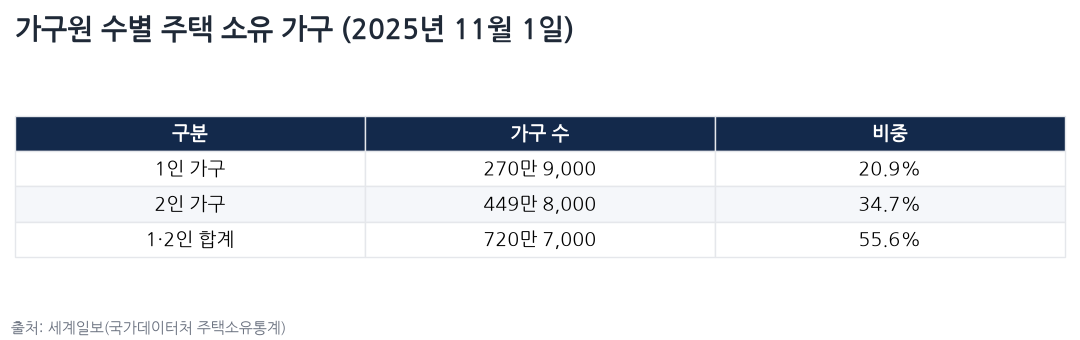 가구원 수별 주택 소유 가구 (2025년 11월 1일)
구분 가구 수 비중
1인 가구 270만 9,000 20.9%
2인 가구 449만 8,000 34.7%
1·2인 합계 720만 7,000 55.6%
출처: 세계일보(국가데이터처 주택소유통계)